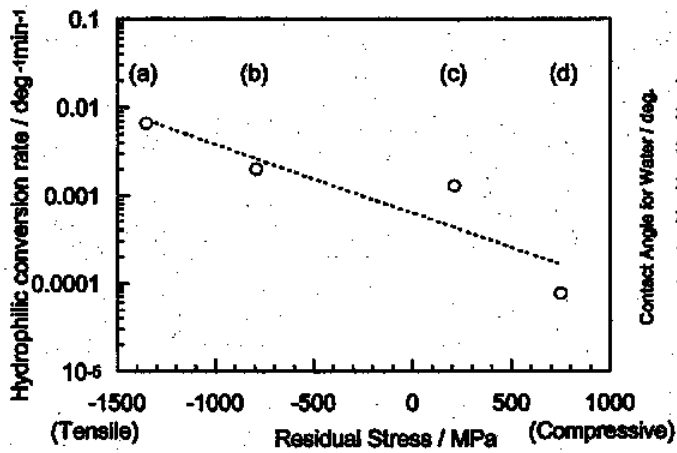 Hydrophilic conversion rate / deg⁻¹min⁻¹
0.1
0.01
0.001
0.0001
10-5
(a)
(b)
(c)
(d)
-1500
-1000
-500
0
500
1000
(Tensile)
Residual Stress / MPa
(Compressive)
Contact Angle for Water / deg.